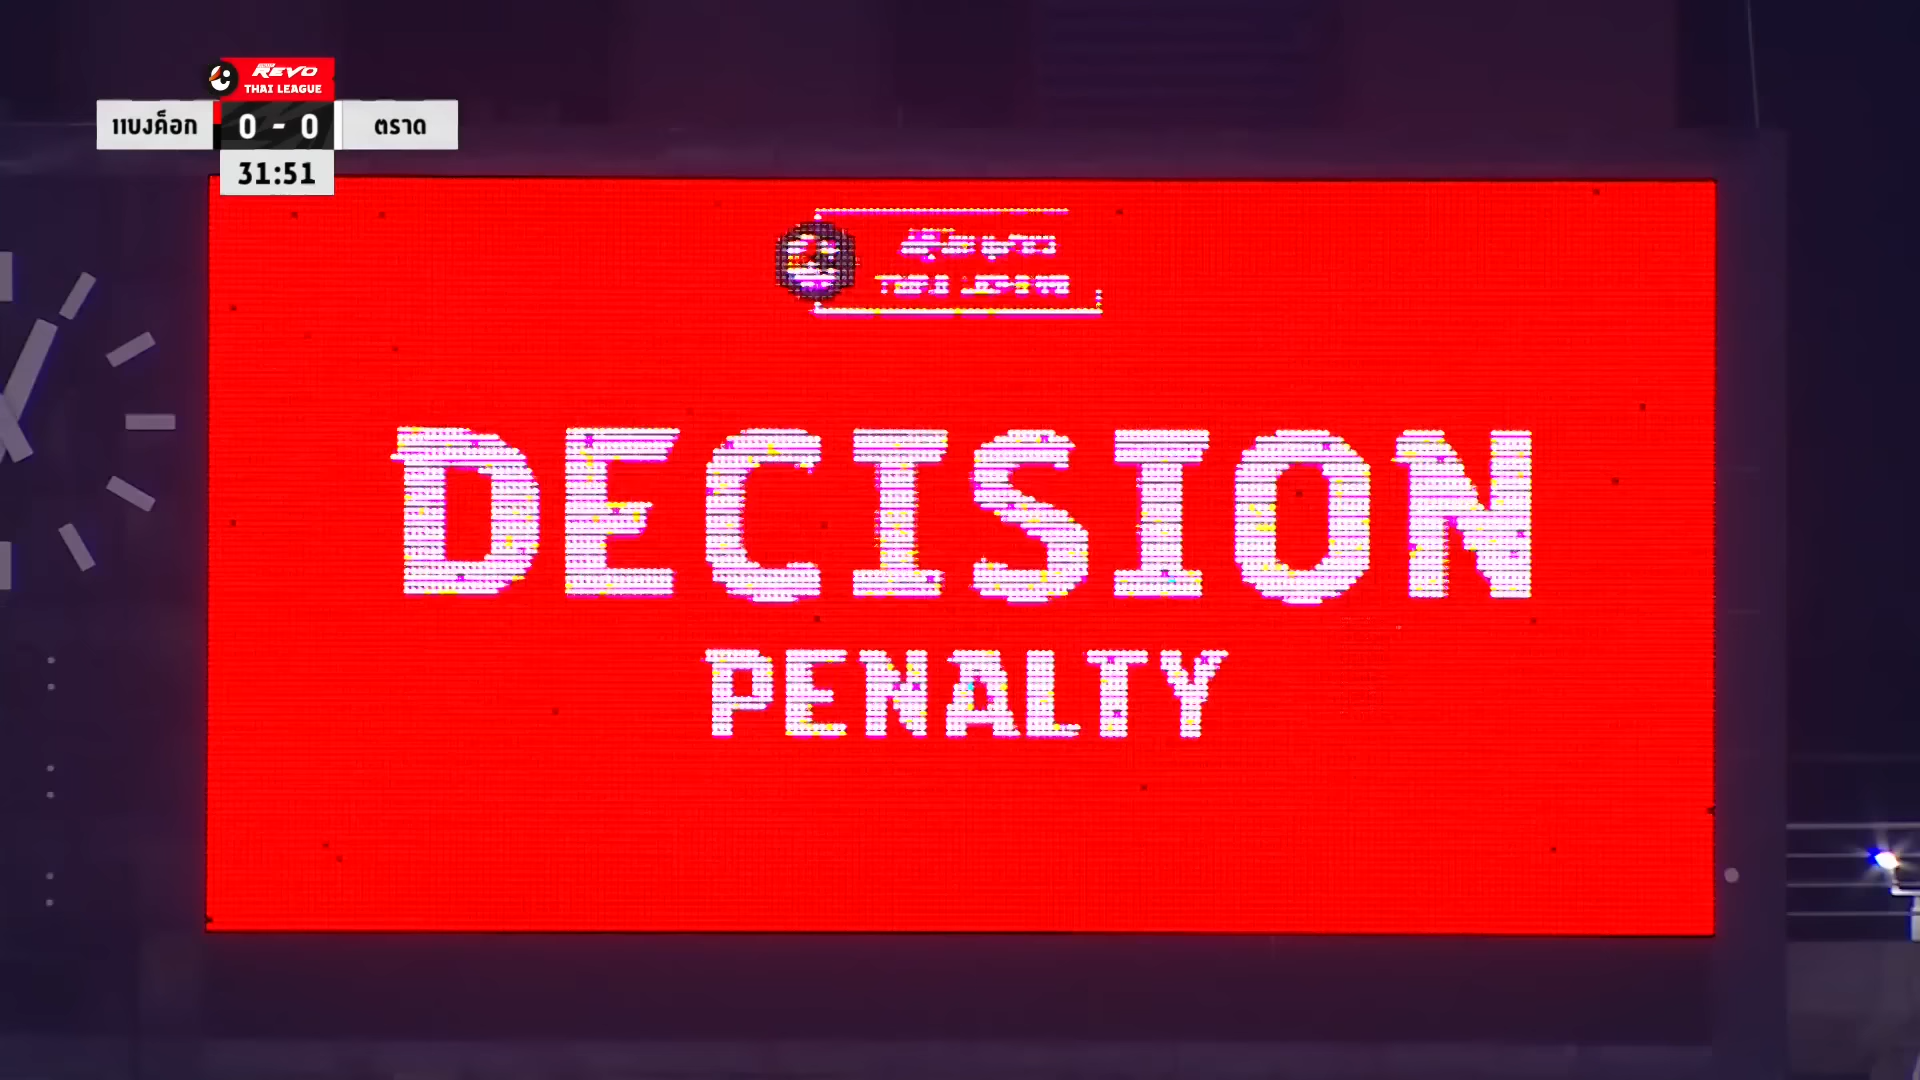 REVO
THAI LEAGUE
แบงค็อก 0 - 0 ตราด
31:51
DECISION
PENALTY